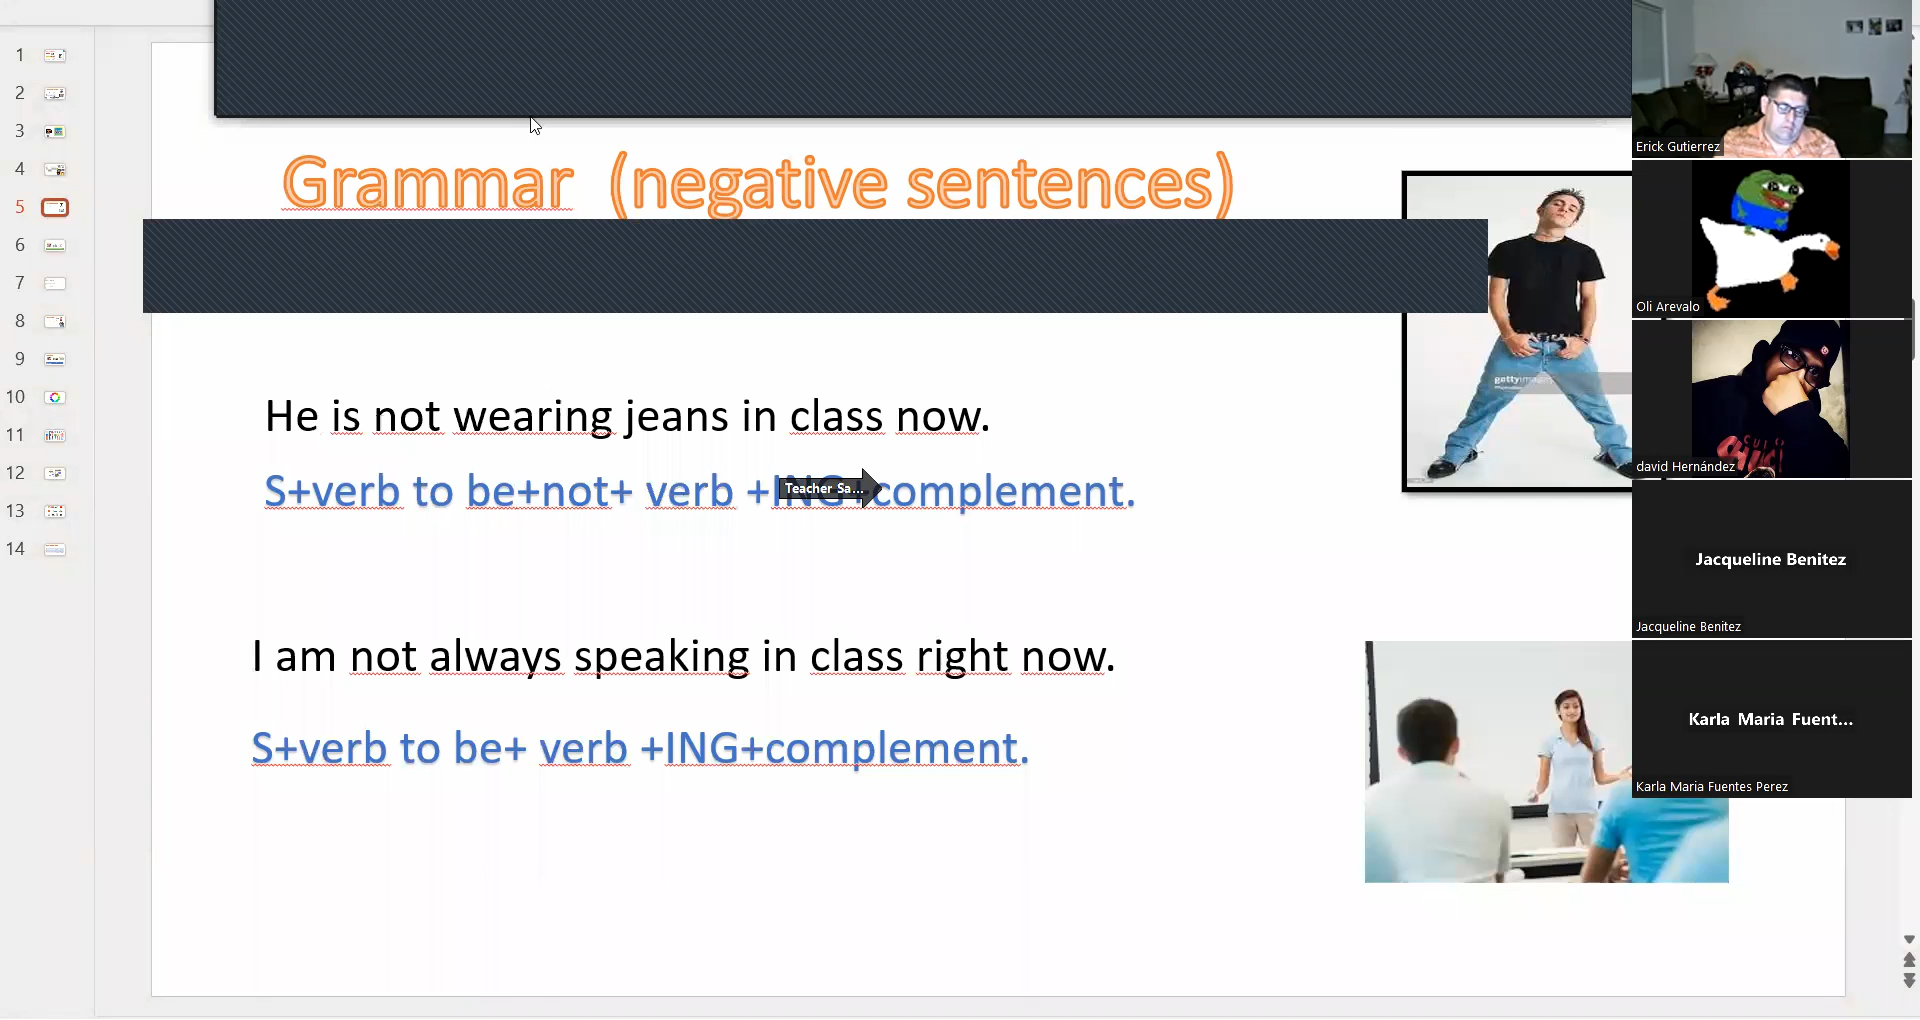 1
2
3
4
5
6
7
8
9
10
11
12
13
14
Grammar (negative sentences)
He is not wearing jeans in class now.
S+verb to be+not+ verb +ING+complement.
Teacher Sa...
I am not always speaking in class right now.
S+verb to be+ verb +ING+complement.
gettyimages
Erick Gutierrez
Oli Arevalo
david Hernández
Jacqueline Benitez
Jacqueline Benitez
Karla Maria Fuent...
Karla Maria Fuentes Perez